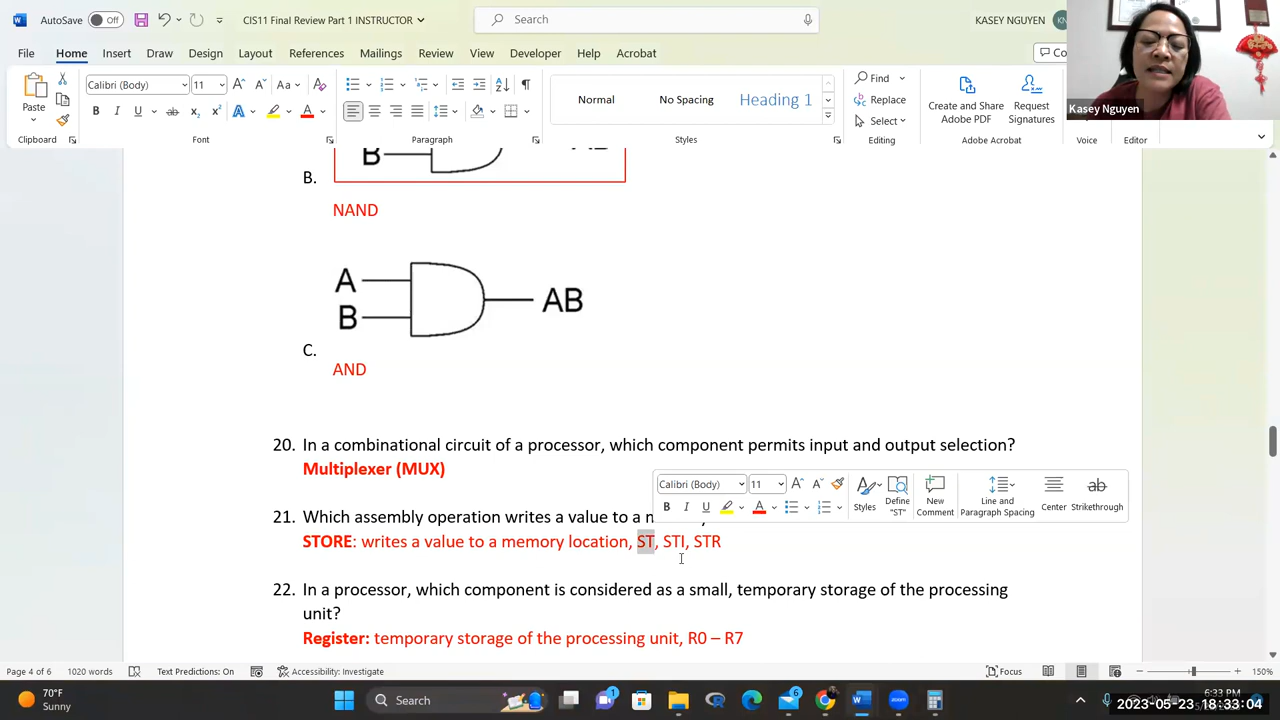 AutoSave Off CIS11 Final Review Part 1 INSTRUCTOR Search KASEY NGUYEN
File Home Insert Draw Design Layout References Mailings Review View Developer Help Acrobat
Calibri (Body) 11 Aa
Paste
B I U ab
Normal No Spacing Heading 1
Find
Replace
Select
Create and Share Adobe PDF
Request Signatures
Kasey Nguyen
Clipboard Font Paragraph Styles Editing Adobe Acrobat Voice Editor
B
B.
NAND
A
B
AB
C.
AND
20. In a combinational circuit of a processor, which component permits input and output selection?
Multiplexer (MUX)
Calibri (Body) 11
B I U A
Styles Define "ST" New Comment Line and Paragraph Spacing Center Strikethrough
21. Which assembly operation writes a value to a
STORE: writes a value to a memory location, ST, STI, STR
22. In a processor, which component is considered as a small, temporary storage of the processing
unit?
Register: temporary storage of the processing unit, R0 – R7
Page 4 of 6 1020 words Text Predictions: On Accessibility: Investigate Focus 150%
70°F
Sunny
Search
6:33 PM
2023-05-23 18:33:04